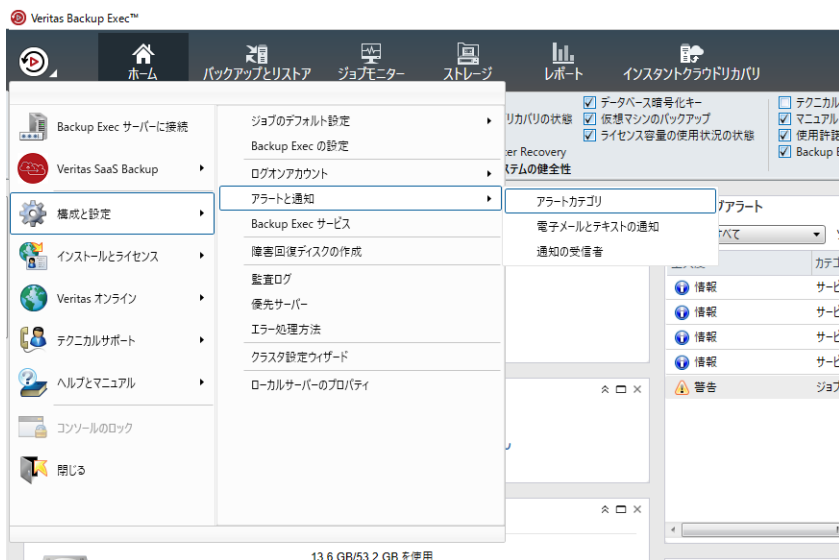 Veritas Backup Exec™
ホーム
バックアップとリストア
ジョブモニター
ストレージ
レポート
インスタントクラウドリカバリ
Backup Exec サーバーに接続
Veritas SaaS Backup
構成と設定
インストールとライセンス
Veritas オンライン
テクニカルサポート
ヘルプとマニュアル
コンソールのロック
閉じる
ジョブのデフォルト設定
Backup Exec の設定
ログオンアカウント
アラートと通知
Backup Exec サービス
障害回復ディスクの作成
監査ログ
優先サーバー
エラー処理方法
クラスタ設定ウィザード
ローカルサーバーのプロパティ
アラートカテゴリ
電子メールとテキストの通知
通知の受信者
リカバリの状態
データベース暗号化キー
仮想マシンのバックアップ
ライセンス容量の使用状況の状態
er Recovery
ステムの健全性
テクニカル
マニュアル
使用許諾
Backup E
ブアラート
べて
カテゴ
情報 サービ
情報 サービ
情報 サービ
情報 サービ
警告 ジョブ
13.6 GB/53.2 GB を使用